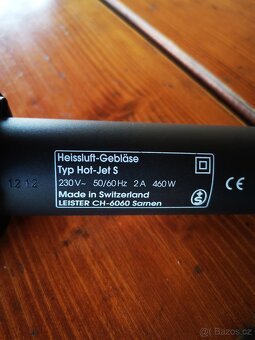 Heissluft-Gebläse
Typ Hot-Jet S
230V~ 50/60Hz 2A 460W
Made in Switzerland
LEISTER CH-6060 Sarnen
+S
CE
12 12
Bazos.cz